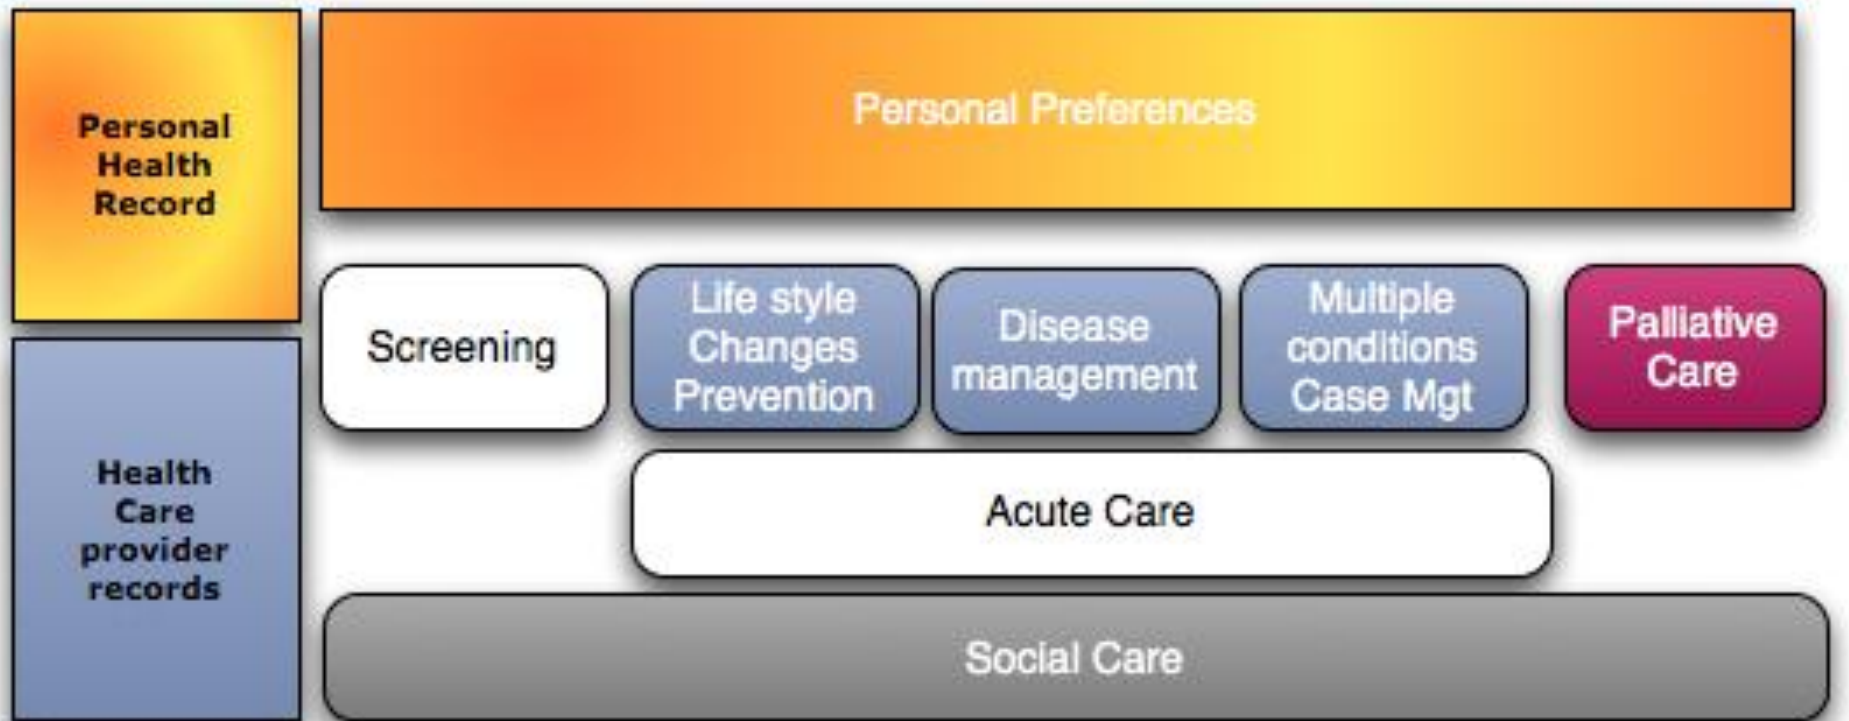 Personal
Health
Record
Personal Preferences
Screening
Life style
Changes
Prevention
Disease
management
Multiple
conditions
Case Mgt
Palliative
Care
Health
Care
provider
records
Acute Care
Social Care